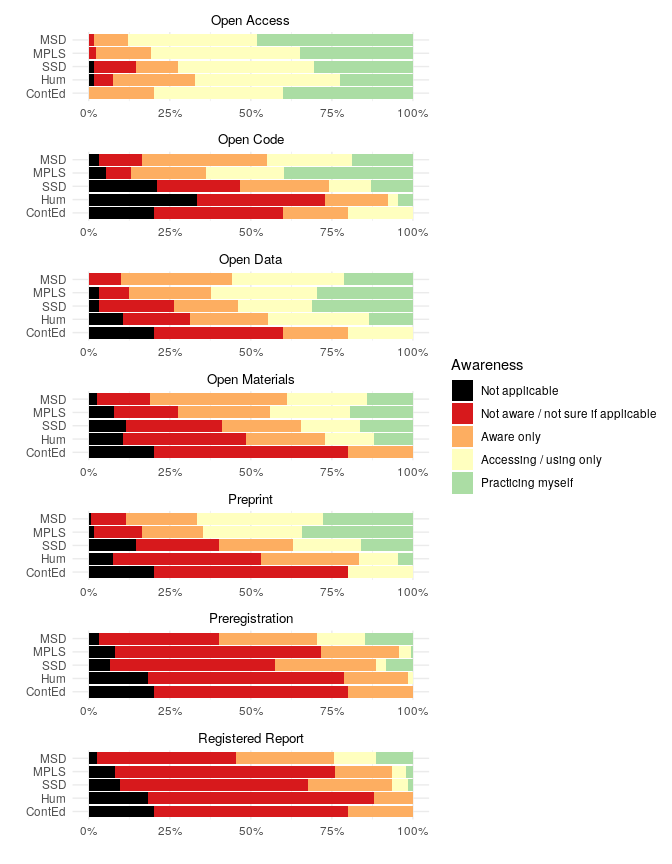 Open Access
MSD
MPLS
SSD
Hum
ContEd
0% 25% 50% 75% 100%
Open Code
MSD
MPLS
SSD
Hum
ContEd
0% 25% 50% 75% 100%
Open Data
MSD
MPLS
SSD
Hum
ContEd
0% 25% 50% 75% 100%
Open Materials
MSD
MPLS
SSD
Hum
ContEd
0% 25% 50% 75% 100%
Preprint
MSD
MPLS
SSD
Hum
ContEd
0% 25% 50% 75% 100%
Preregistration
MSD
MPLS
SSD
Hum
ContEd
0% 25% 50% 75% 100%
Registered Report
MSD
MPLS
SSD
Hum
ContEd
0% 25% 50% 75% 100%
Awareness
Not applicable
Not aware / not sure if applicable
Aware only
Accessing / using only
Practicing myself